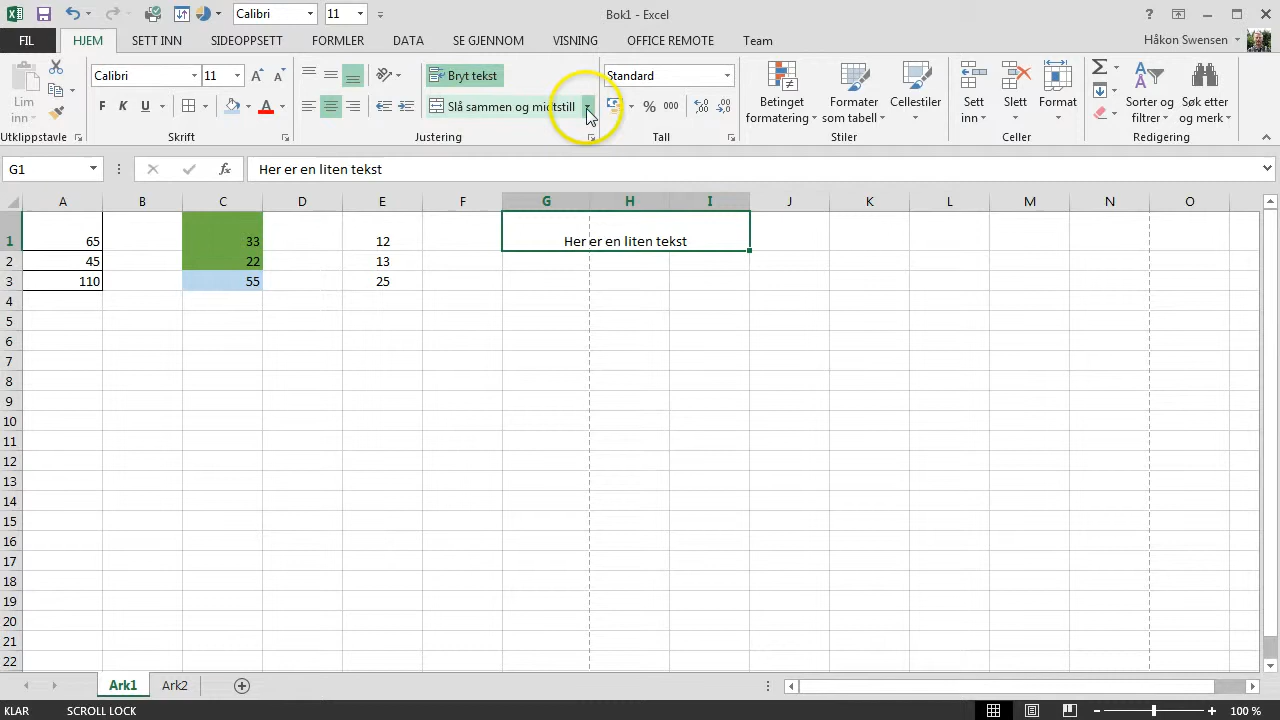 Calibri 11 Bok1 - Excel ?
FIL HJEM SETT INN SIDEOPPSETT FORMLER DATA SE GJENNOM VISNING OFFICE REMOTE Team Håkon Swensen
Calibri 11 A A Bryt tekst Standard
Lim inn
F K U A Slå sammen og midtstill % 000
Betinget formatering
Formater som tabell
Cellestiler
Sett inn
Slett
Format
Sorter og filtrer
Søk etter og merk
Utklippstavle Skrift Justering Tall Stiler Celler Redigering
G1 fx Her er en liten tekst
A B C D E F G H I J K L M N O
1 65 33 12 Her er en liten tekst
2 45 22 13
3 110 55 25
4
5
6
7
8
9
10
11
12
13
14
15
16
17
18
19
20
21
22
Ark1 Ark2
KLAR SCROLL LOCK 100 %